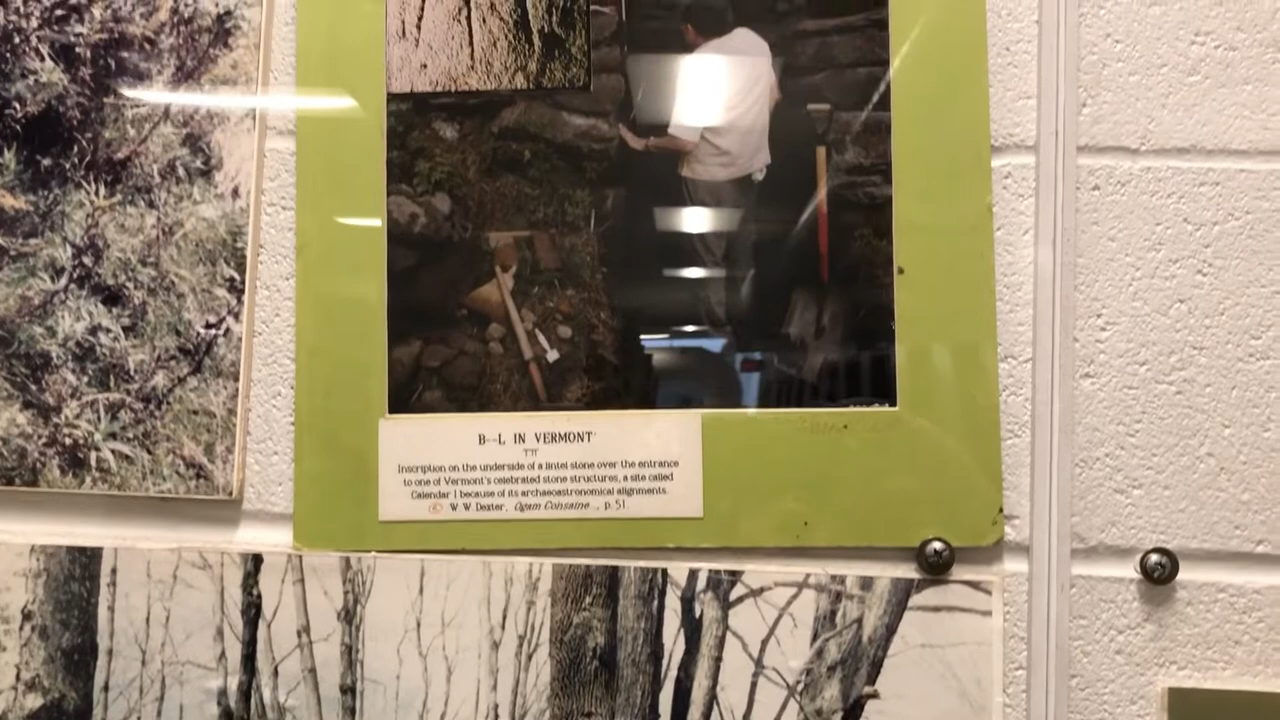 B--L IN VERMONT
Inscription on the underside of a lintel stone over the entrance
to one of Vermont's celebrated stone structures, a site called
Calendar I because of its archaeoastronomical alignments.
W W Dexter, Ogam Consaine .., p. 51.